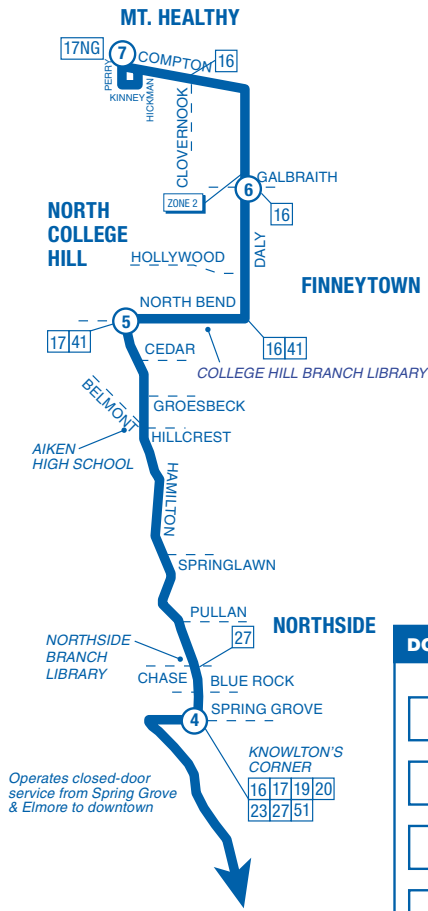 MT. HEALTHY
17NG
7
COMPTON
16
PERRY
KINNEY
HICKMAN
CLOVERNOOK
GALBRAITH
6
ZONE 2
16
NORTH
COLLEGE
HILL
DALY
HOLLYWOOD
FINNEYTOWN
NORTH BEND
5
17 41
16 41
CEDAR
COLLEGE HILL BRANCH LIBRARY
BELMONT
GROESBECK
HILLCREST
AIKEN
HIGH SCHOOL
HAMILTON
SPRINGLAWN
PULLAN
NORTHSIDE
27
NORTHSIDE
BRANCH
LIBRARY
CHASE
BLUE ROCK
SPRING GROVE
4
KNOWLTON'S
CORNER
16 17 19 20
23 27 51
Operates closed-door
service from Spring Grove
& Elmore to downtown